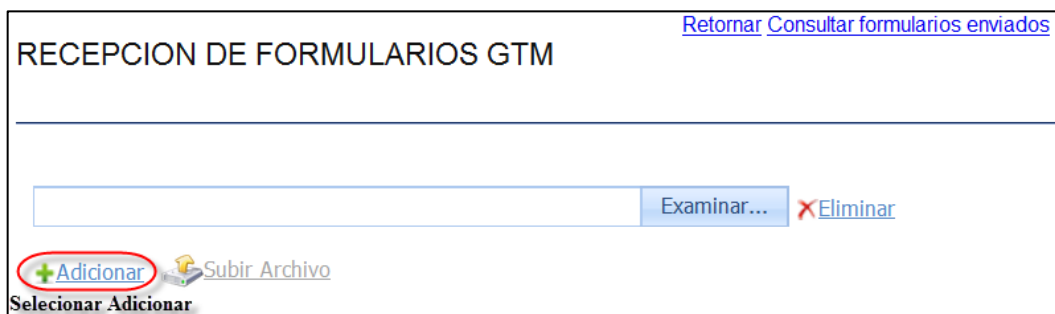 Retornar Consultar formularios enviados
RECEPCION DE FORMULARIOS GTM
Examinar... Eliminar
Adicionar Subir Archivo
Selecionar Adicionar